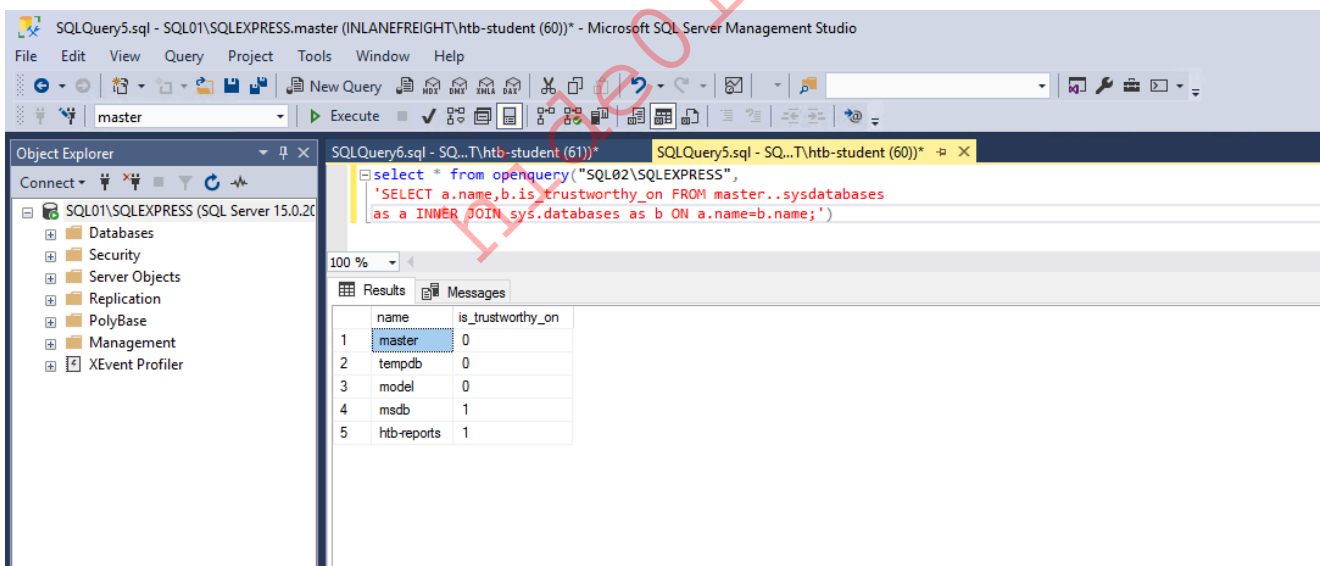 SQLQuery5.sql - SQL01\SQLEXPRESS.master (INLANEFREIGHT\htb-student (60))* - Microsoft SQL Server Management Studio
File Edit View Query Project Tools Window Help
New Query MDX DMX XMLA DAX
master Execute
Object Explorer
SQLQuery6.sql - SQ...T\htb-student (61))* SQLQuery5.sql - SQ...T\htb-student (60))*
Connect
SQL01\SQLEXPRESS (SQL Server 15.0.20
Databases
Security
Server Objects
Replication
PolyBase
Management
XEvent Profiler
select * from openquery("SQL02\SQLEXPRESS",
'SELECT a.name,b.is_trustworthy_on FROM master..sysdatabases
as a INNER JOIN sys.databases as b ON a.name=b.name;')
100 %
Results Messages
name is_trustworthy_on
1 master 0
2 tempdb 0
3 model 0
4 msdb 1
5 htb-reports 1